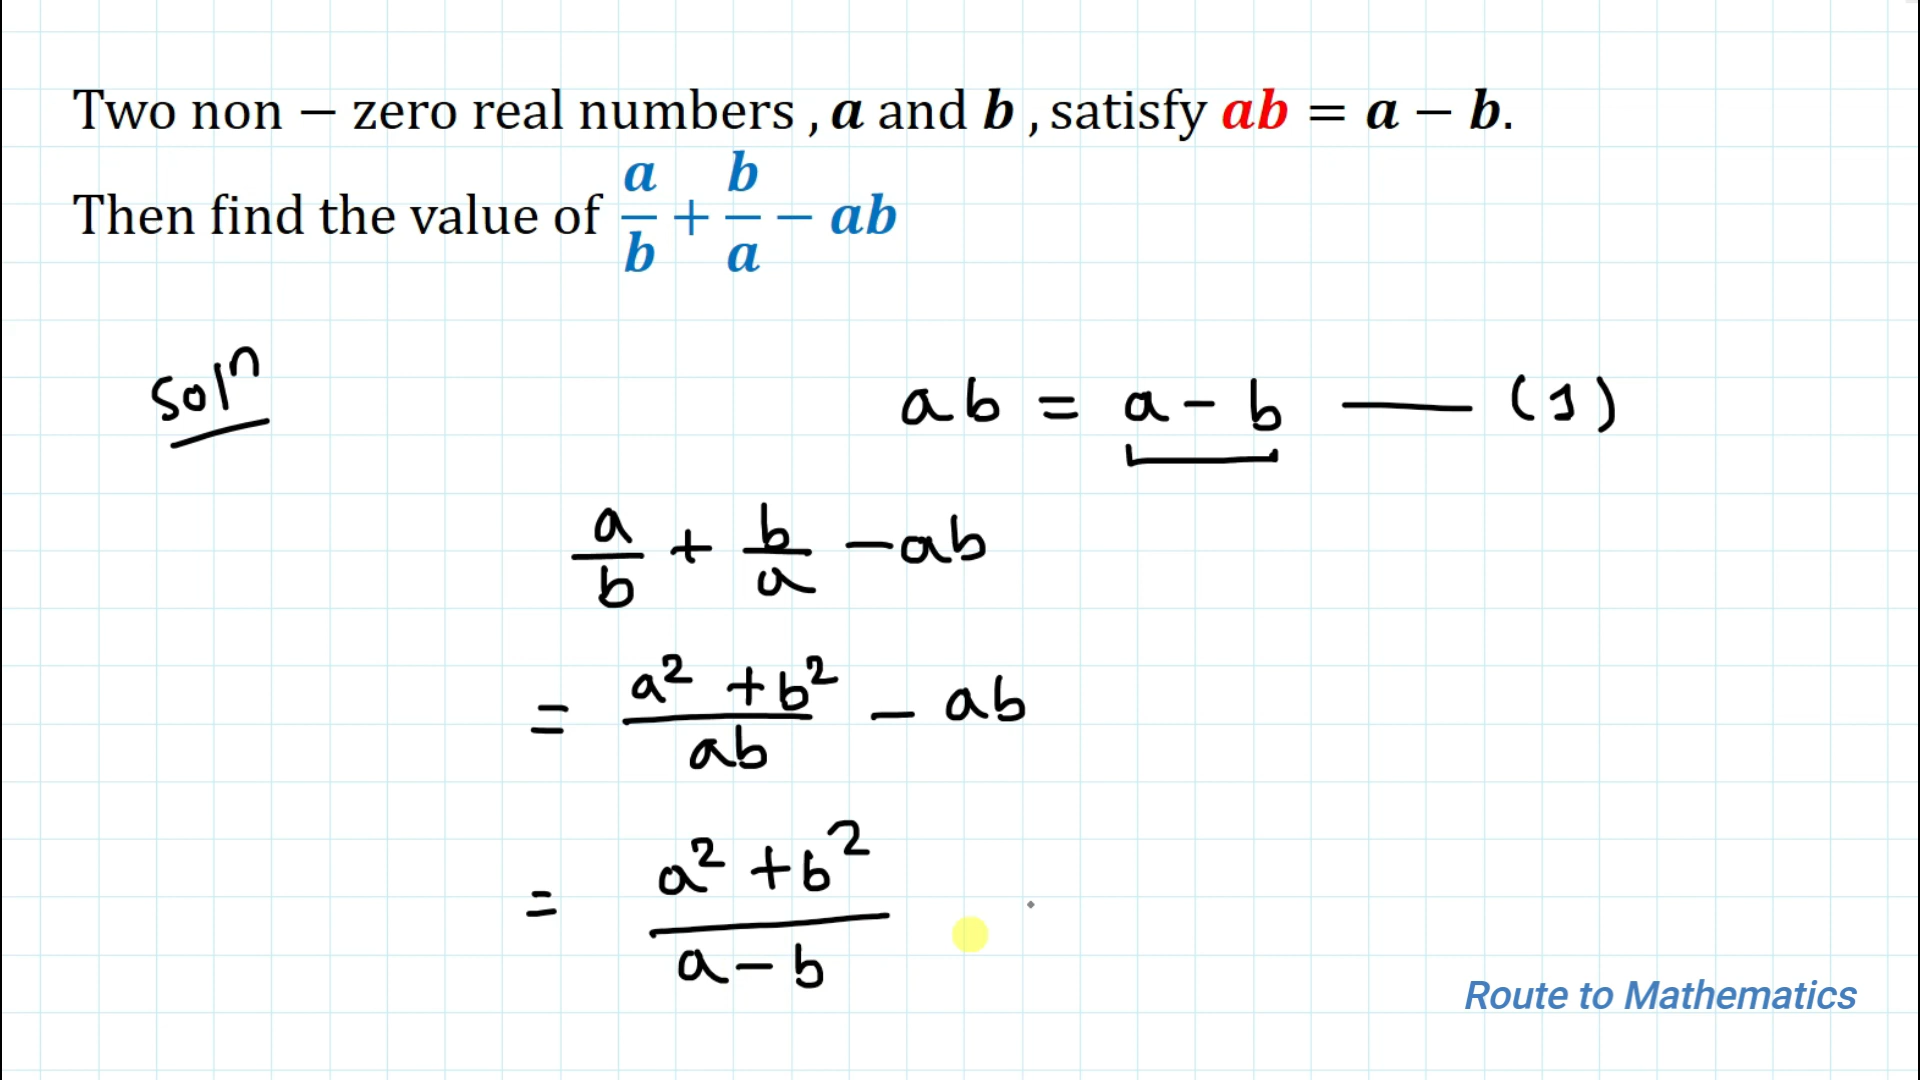 Two non − zero real numbers , a and b , satisfy ab = a − b.
Then find the value of a/b + b/a − ab
solⁿ
ab = a − b —— (1)
a/b + b/a − ab
= a² + b² / ab − ab
= a² + b² / a − b
Route to Mathematics